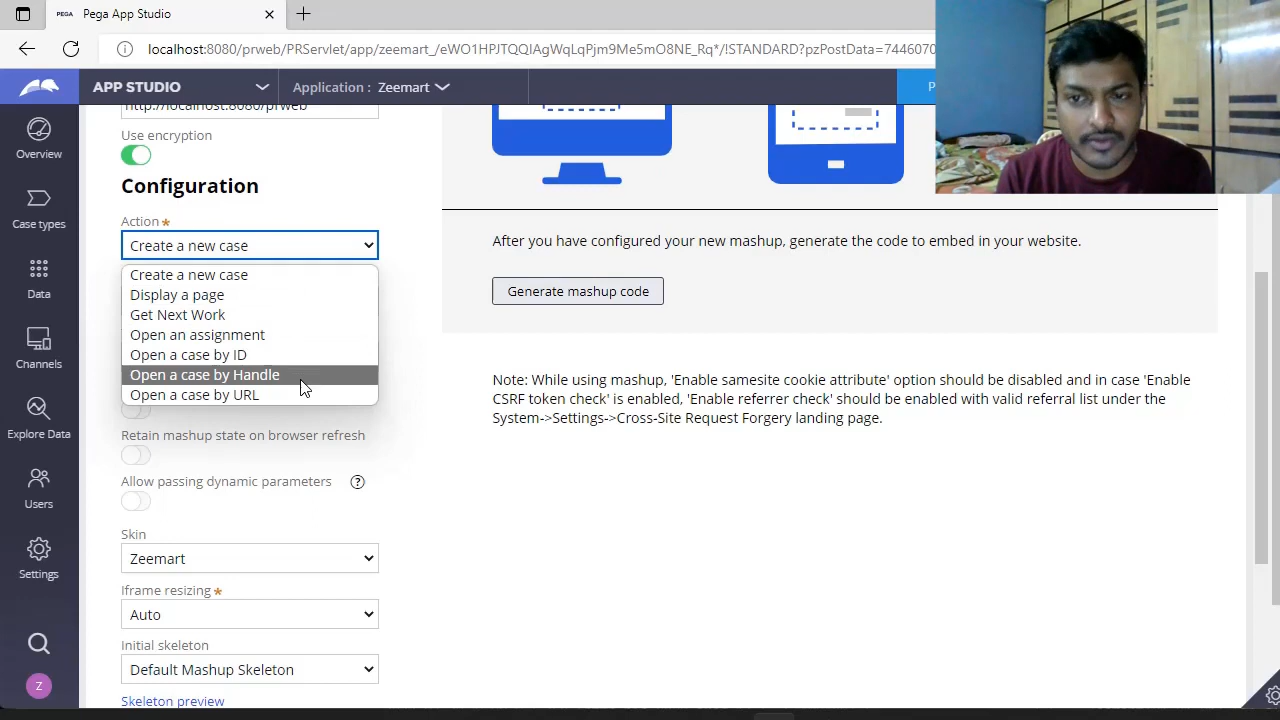 PEGA Pega App Studio
localhost:8080/prweb/PRServlet/app/zeemart_/eWO1HPJTQQIAgWqLqPjm9Me5mO8NE_Rq*/!STANDARD?pzPostData=7446070
APP STUDIO
Application : Zeemart
P
http://localhost:8080/prweb
Use encryption
Overview
Configuration
Action *
Case types
Create a new case
After you have configured your new mashup, generate the code to embed in your website.
Create a new case
Display a page
Generate mashup code
Data
Get Next Work
Open an assignment
Open a case by ID
Channels
Open a case by Handle
Open a case by URL
Note: While using mashup, 'Enable samesite cookie attribute' option should be disabled and in case 'Enable
CSRF token check' is enabled, 'Enable referrer check' should be enabled with valid referral list under the
System->Settings->Cross-Site Request Forgery landing page.
Explore Data
Retain mashup state on browser refresh
Allow passing dynamic parameters ?
Users
Skin
Zeemart
Settings
Iframe resizing *
Auto
Initial skeleton
Default Mashup Skeleton
Z
Skeleton preview